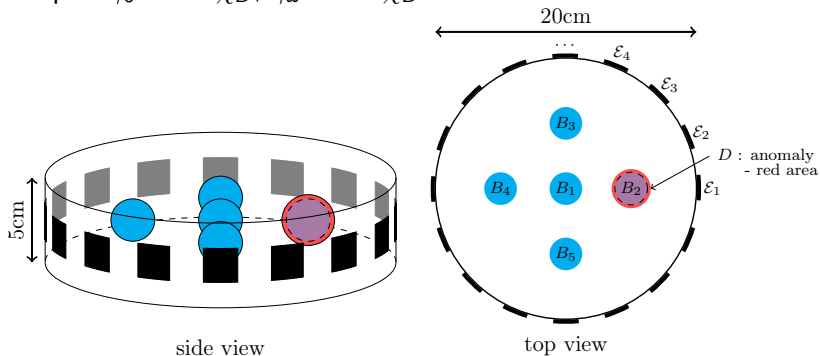 20cm
...
ℰ₄
ℰ₃
ℰ₂
ℰ₁
B₃
B₄ B₁ B₂
B₅
D : anomaly
- red area
5cm
side view
top view